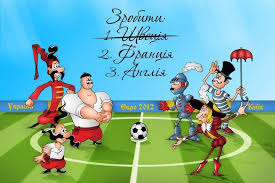 Зробити
1. Швеція
2. Франція
3. Англія
Україна Євро 2012 Київ